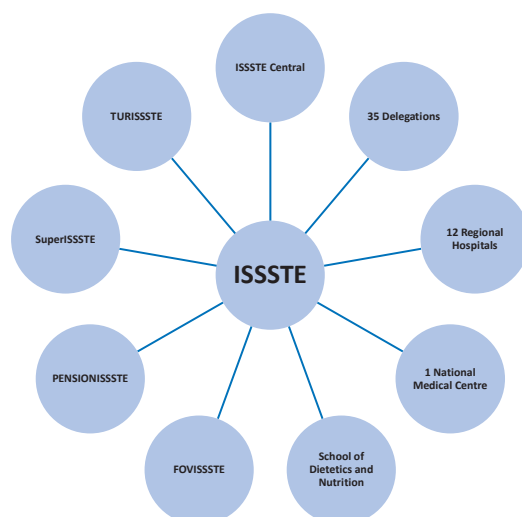 ISSSTE Central
35 Delegations
12 Regional
Hospitals
1 National
Medical Centre
School of
Dietetics and
Nutrition
FOVISSSTE
PENSIONISSSTE
SuperISSSTE
TURISSSTE
ISSSTE